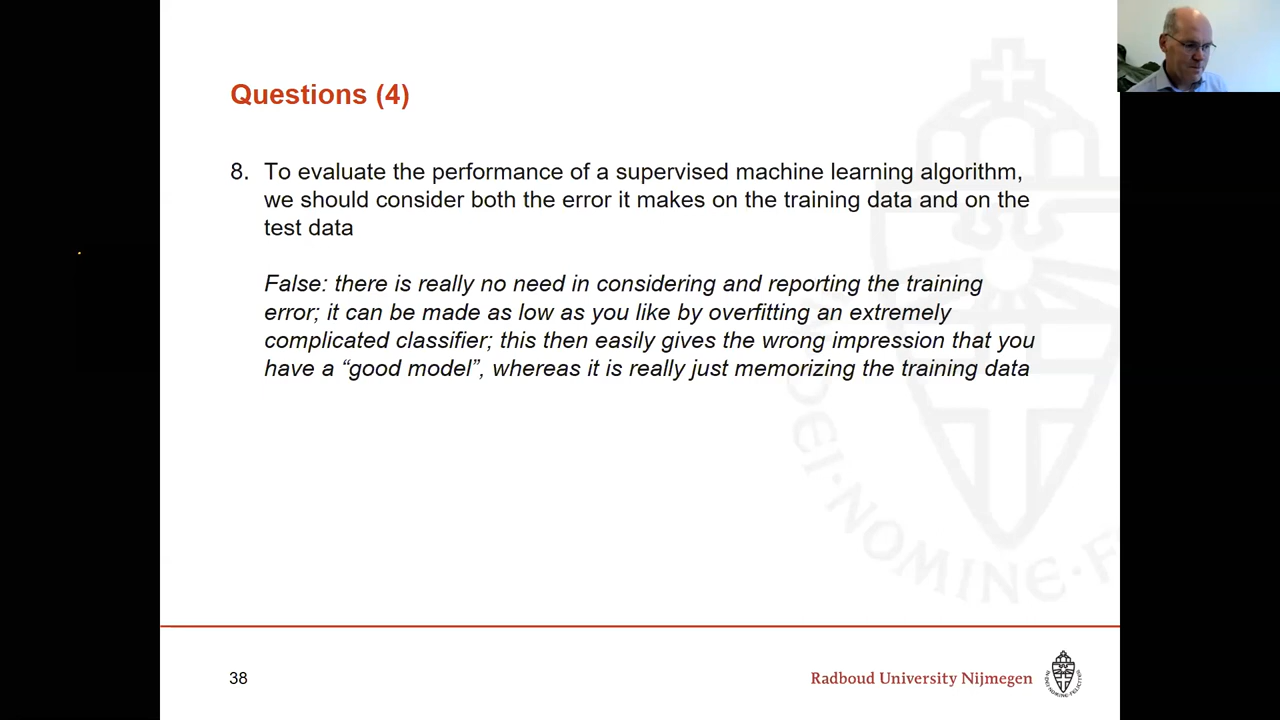 Questions (4)
8. To evaluate the performance of a supervised machine learning algorithm,
we should consider both the error it makes on the training data and on the
test data
False: there is really no need in considering and reporting the training
error; it can be made as low as you like by overfitting an extremely
complicated classifier; this then easily gives the wrong impression that you
have a “good model”, whereas it is really just memorizing the training data
DEI·NOMINE·F
38
Radboud University Nijmegen